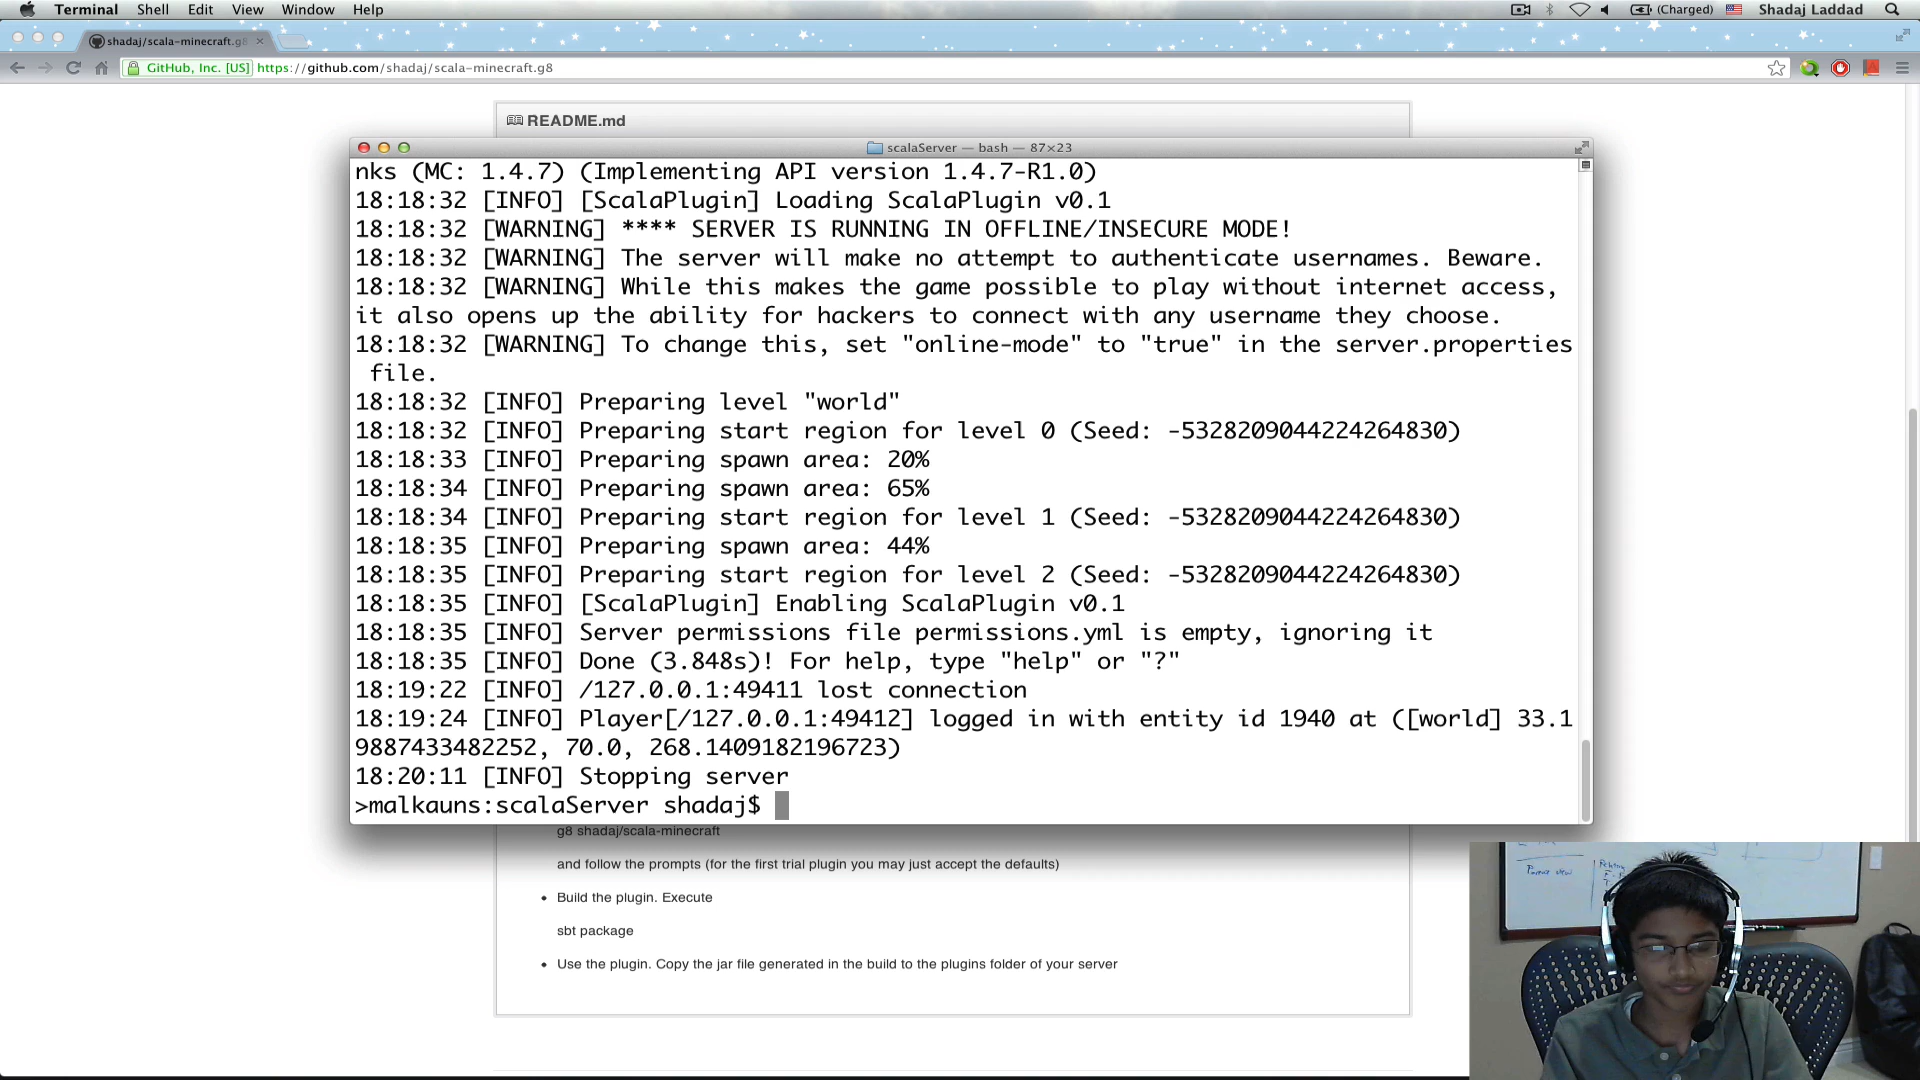 Terminal Shell Edit View Window Help (Charged) Shadaj Laddad
shadaj/scala-minecraft.g8
GitHub, Inc. [US] https://github.com/shadaj/scala-minecraft.g8
README.md
scalaServer — bash — 87×23
nks (MC: 1.4.7) (Implementing API version 1.4.7-R1.0)
18:18:32 [INFO] [ScalaPlugin] Loading ScalaPlugin v0.1
18:18:32 [WARNING] **** SERVER IS RUNNING IN OFFLINE/INSECURE MODE!
18:18:32 [WARNING] The server will make no attempt to authenticate usernames. Beware.
18:18:32 [WARNING] While this makes the game possible to play without internet access,
it also opens up the ability for hackers to connect with any username they choose.
18:18:32 [WARNING] To change this, set "online-mode" to "true" in the server.properties
file.
18:18:32 [INFO] Preparing level "world"
18:18:32 [INFO] Preparing start region for level 0 (Seed: -5328209044224264830)
18:18:33 [INFO] Preparing spawn area: 20%
18:18:34 [INFO] Preparing spawn area: 65%
18:18:34 [INFO] Preparing start region for level 1 (Seed: -5328209044224264830)
18:18:35 [INFO] Preparing spawn area: 44%
18:18:35 [INFO] Preparing start region for level 2 (Seed: -5328209044224264830)
18:18:35 [INFO] [ScalaPlugin] Enabling ScalaPlugin v0.1
18:18:35 [INFO] Server permissions file permissions.yml is empty, ignoring it
18:18:35 [INFO] Done (3.848s)! For help, type "help" or "?"
18:19:22 [INFO] /127.0.0.1:49411 lost connection
18:19:24 [INFO] Player[/127.0.0.1:49412] logged in with entity id 1940 at ([world] 33.1
9887433482252, 70.0, 268.1409182196723)
18:20:11 [INFO] Stopping server
>malkauns:scalaServer shadaj$
g8 shadaj/scala-minecraft
and follow the prompts (for the first trial plugin you may just accept the defaults)
• Build the plugin. Execute
sbt package
• Use the plugin. Copy the jar file generated in the build to the plugins folder of your server